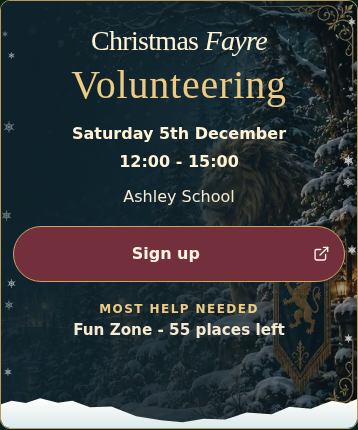 Christmas Fayre
Volunteering
Saturday 5th December
12:00 - 15:00
Ashley School
Sign up
MOST HELP NEEDED
Fun Zone - 55 places left